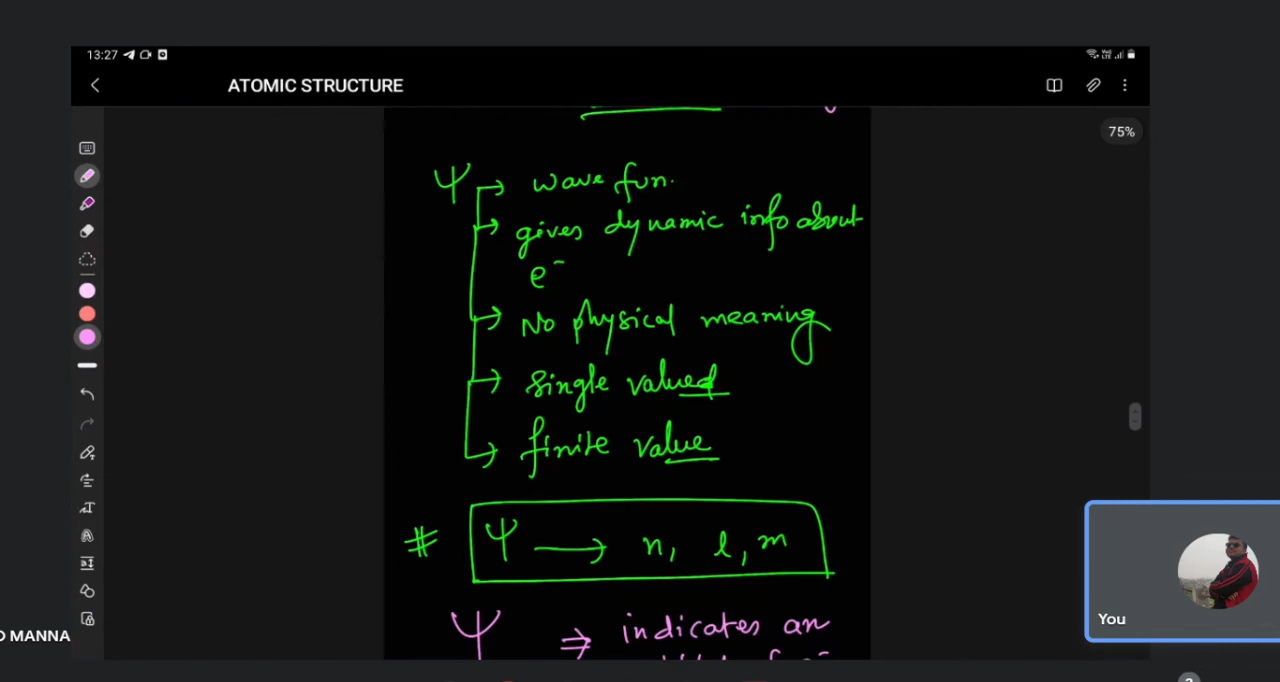 13:27
ATOMIC STRUCTURE
75%
Ψ → wave fun.
→ gives dynamic info about
e⁻
→ No physical meaning
→ Single valued
→ finite value
# Ψ → n, l, m
Ψ ⇒ indicates an
O MANNA
You